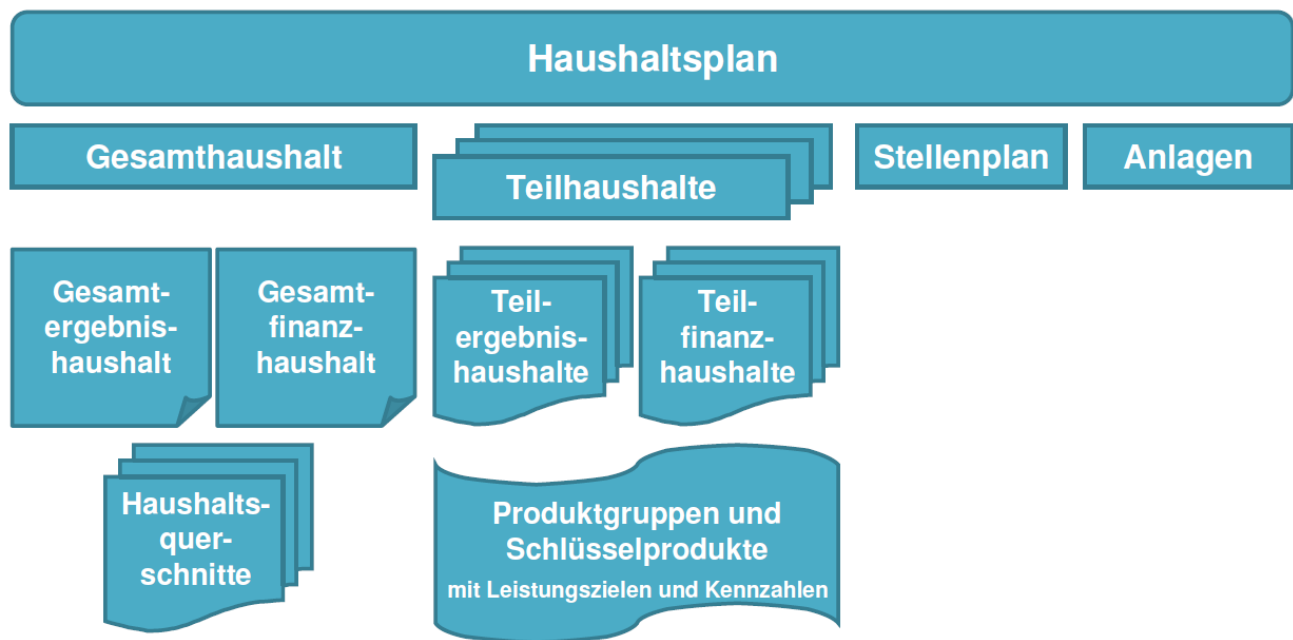 Haushaltsplan
Gesamthaushalt
Teilhaushalte
Stellenplan
Anlagen
Gesamt-
ergebnis-
haushalt
Gesamt-
finanz-
haushalt
Teil-
ergebnis-
haushalte
Teil-
finanz-
haushalte
Haushalts-
quer-
schnitte
Produktgruppen und
Schlüsselprodukte
mit Leistungszielen und Kennzahlen